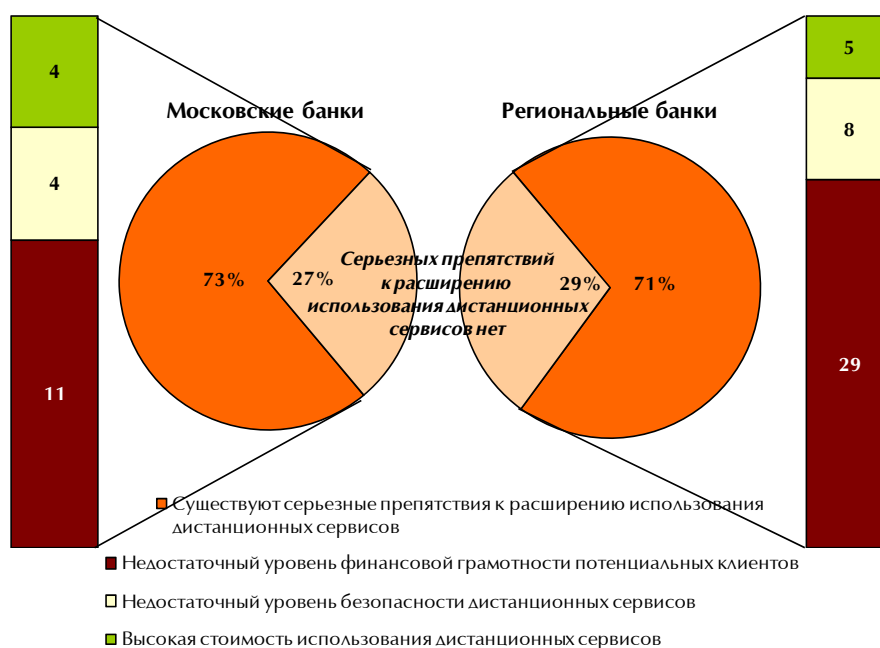 4
4
11
Московские банки
73%
27%
Региональные банки
29%
71%
Серьезных препятствий
к расширению
использования дистанционных
сервисов нет
5
8
29
Существуют серьезные препятствия к расширению использования
дистанционных сервисов
Недостаточный уровень финансовой грамотности потенциальных клиентов
Недостаточный уровень безопасности дистанционных сервисов
Высокая стоимость использования дистанционных сервисов